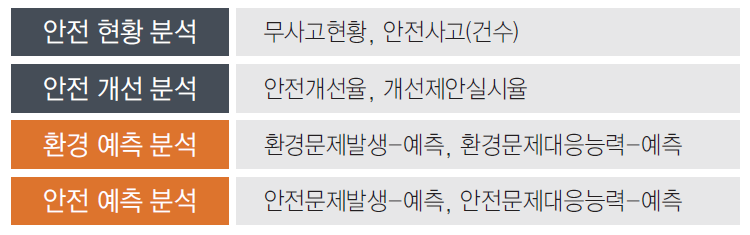 안전 현황 분석 무사고현황, 안전사고(건수)
안전 개선 분석 안전개선율, 개선제안실시율
환경 예측 분석 환경문제발생-예측, 환경문제대응능력-예측
안전 예측 분석 안전문제발생-예측, 안전문제대응능력-예측